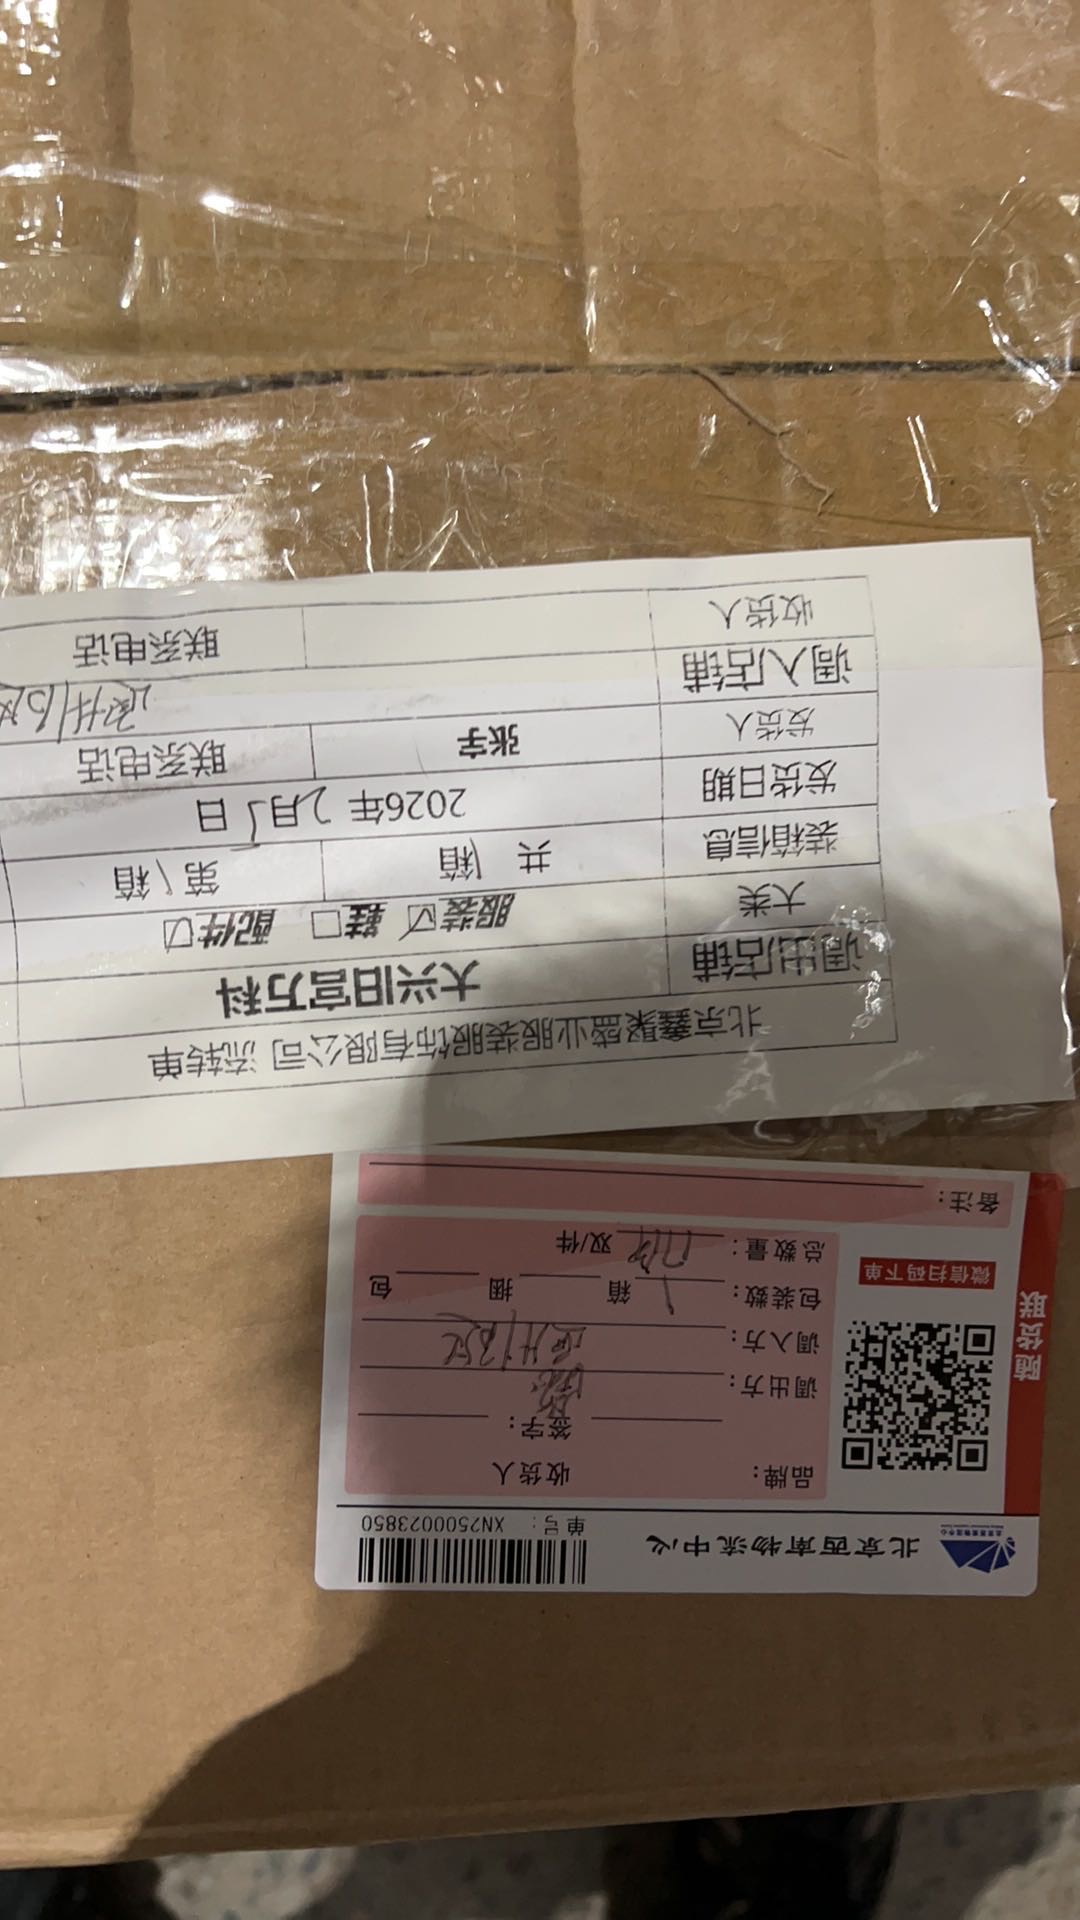 北京鑫聚盛业服装服饰有限公司 流转单
调出店铺 大兴旧宫万科
大类 服装☑ 鞋□ 配件☑
装箱信息 共1箱 第1箱
发货日期 2026年2月1日
发货人 张宇 联系电话
调入店铺
收货人 联系电话
北京西南物流中心
单号: XN25000023850
随货联
微信扫码下单
品牌: 收货人
签字:
调出方:
调入方:
包装数: 1箱 捆 包
总数量: 双/件
备注: